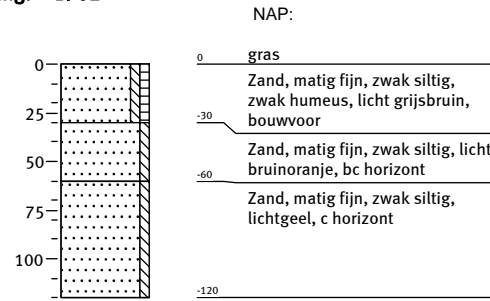 NAP:
0
gras
0
Zand, matig fijn, zwak siltig,
zwak humeus, licht grijsbruin,
bouwvoor
25
-30
Zand, matig fijn, zwak siltig, licht
bruinoranje, bc horizont
50
-60
Zand, matig fijn, zwak siltig,
lichtgeel, c horizont
75
100
-120